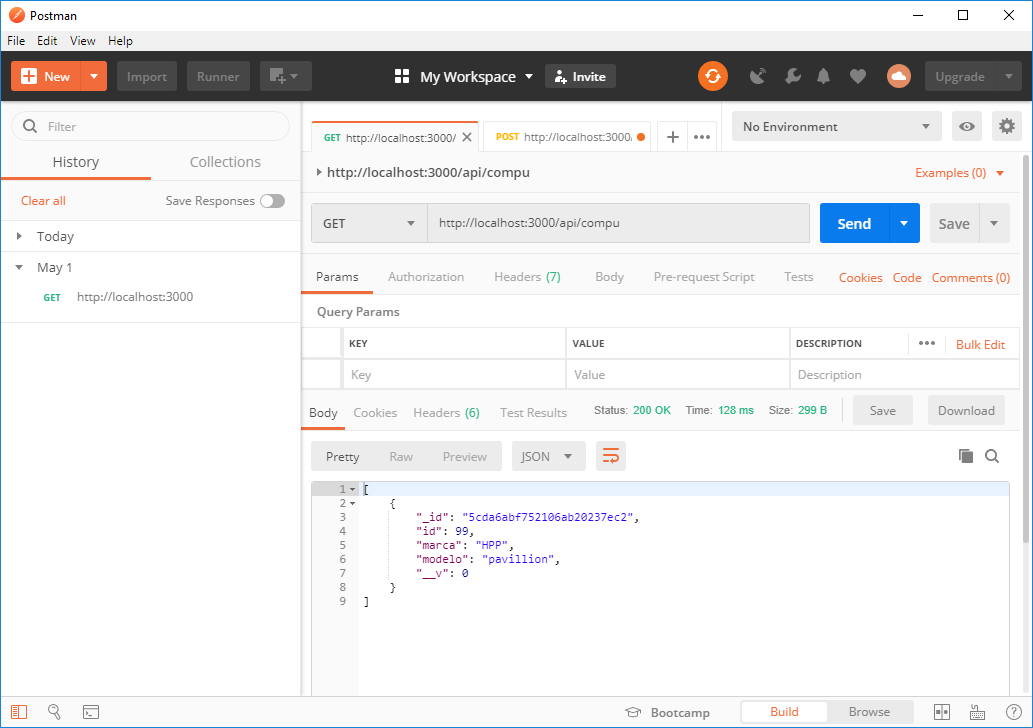 Postman
File Edit View Help
New Import Runner My Workspace Invite Upgrade
Filter
History Collections
Clear all Save Responses
Today
May 1
GET http://localhost:3000
GET http://localhost:3000/ POST http://localhost:3000/ No Environment
http://localhost:3000/api/compu Examples (0)
GET http://localhost:3000/api/compu Send Save
Params Authorization Headers (7) Body Pre-request Script Tests Cookies Code Comments (0)
Query Params
KEY VALUE DESCRIPTION Bulk Edit
Key Value Description
Body Cookies Headers (6) Test Results Status: 200 OK Time: 128 ms Size: 299 B Save Download
Pretty Raw Preview JSON
1 [
2 {
3 "_id": "5cda6abf752106ab20237ec2",
4 "id": 99,
5 "marca": "HPP",
6 "modelo": "pavillion",
7 "__v": 0
8 }
9 ]
Bootcamp Build Browse